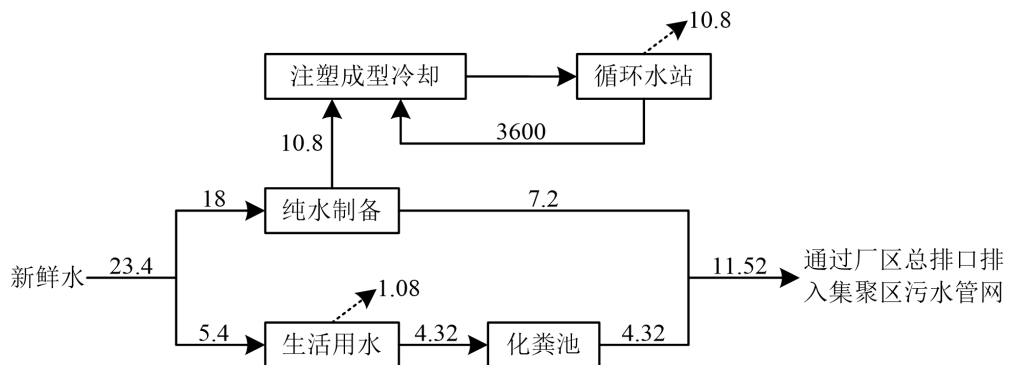 10.8
注塑成型冷却
循环水站
3600
10.8
18
纯水制备
7.2
新鲜水
23.4
11.52
通过厂区总排口排
入集聚区污水管网
1.08
5.4
生活用水
4.32
化粪池
4.32